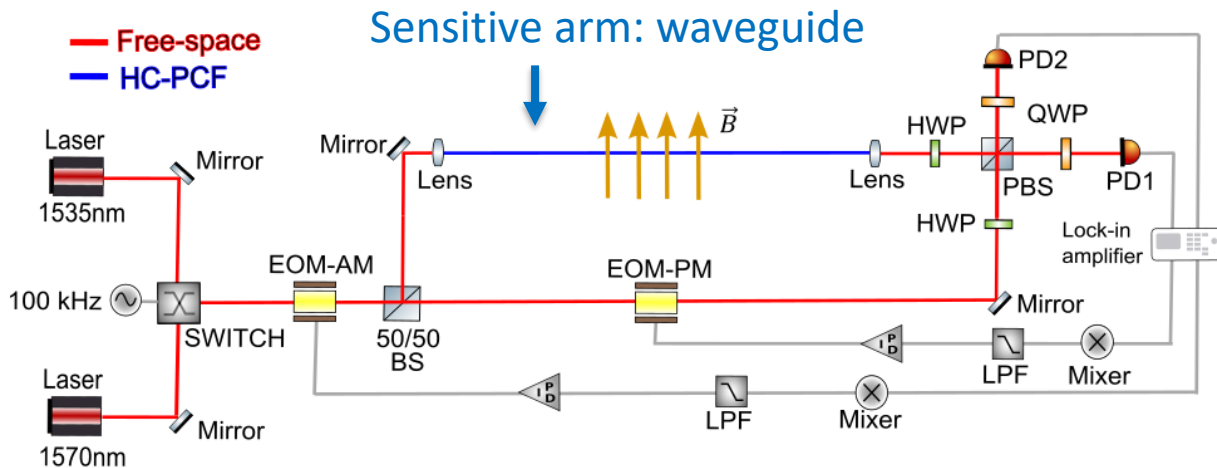 Sensitive arm: waveguide
Free-space
HC-PCF
Laser
1535nm
Mirror
Mirror
Lens
B
Lens
HWP
PD2
QWP
PBS
PD1
HWP
Lock-in
amplifier
100 kHz
SWITCH
EOM-AM
50/50
BS
EOM-PM
Mirror
I P D
LPF
Mixer
I P D
LPF
Mixer
Laser
1570nm
Mirror